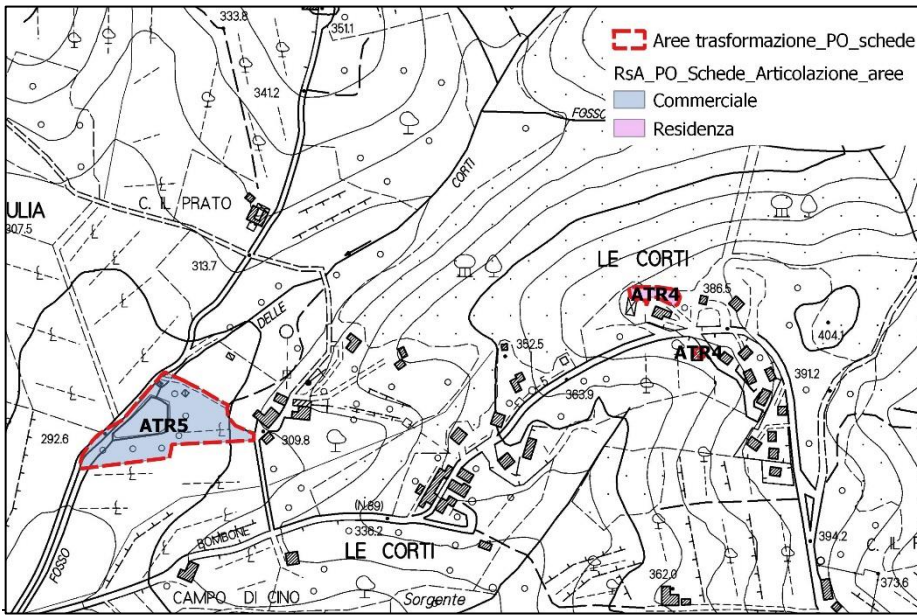 333.8
351.1
Aree trasformazione_PO_schede
RsA_PO_Schede_Articolazione_aree
Commerciale
Residenza
341.2
FOSSO
CORTI
C. IL PRATO
ULIA
307.5
313.7
DELLE
LE CORTI
ATR4
386.5
404.1
352.5
ATR4
391.2
363.9
ATR5
292.6
309.8
(N.89)
338.2
BOMBONE
LE CORTI
394.2
FOSSO
CAMPO DI CINO
Sorgente
362.0
373.6